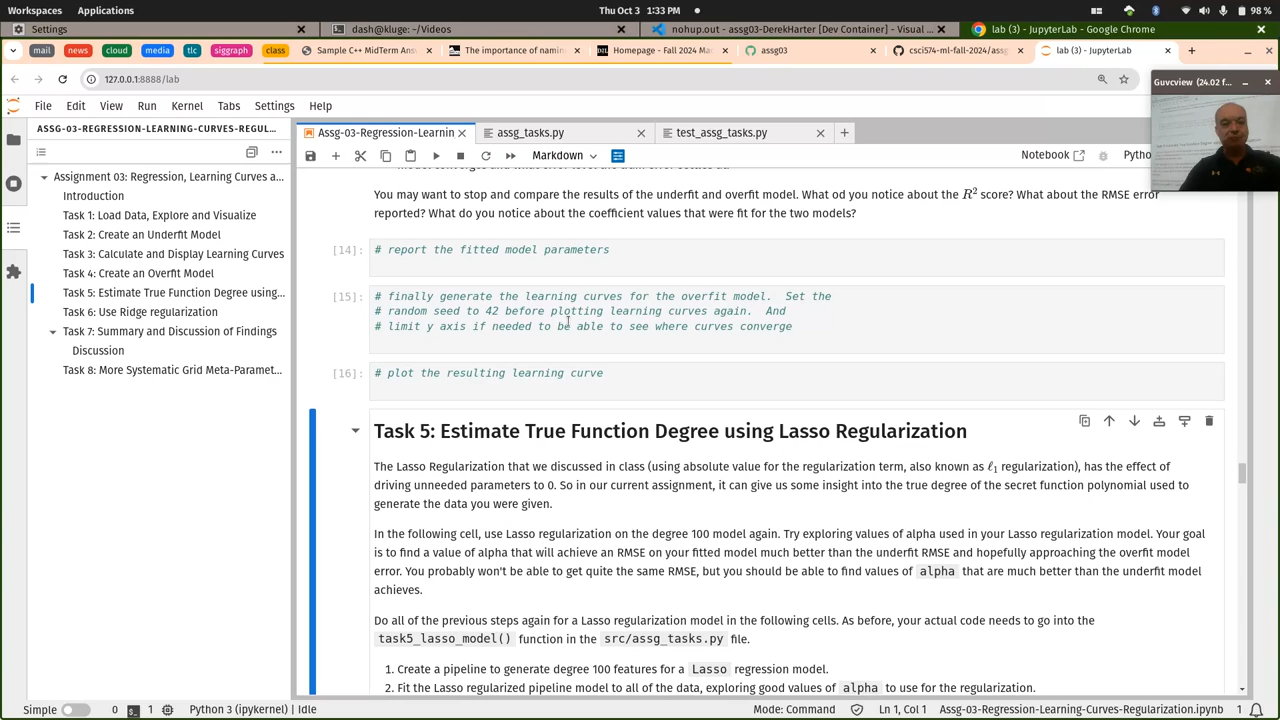 Workspaces Applications Thu Oct 3 1:33 PM 98 %
Settings dash@kluge: ~/Videos nohup.out - assg03-DerekHarter [Dev Container] - Visual ... lab (3) - JupyterLab - Google Chrome
mail news cloud media tlc siggraph class Sample C++ MidTerm Ans The importance of namin Homepage - Fall 2024 Ma assg03 csci574-ml-fall-2024/ass lab (3) - JupyterLab
127.0.0.1:8888/lab
Guvcview (24.02 f...
File Edit View Run Kernel Tabs Settings Help
ASSG-03-REGRESSION-LEARNING-CURVES-REGUL...
Assg-03-Regression-Learnin assg_tasks.py test_assg_tasks.py
Markdown Notebook Pytho
Assignment 03: Regression, Learning Curves a
Introduction
Task 1: Load Data, Explore and Visualize
Task 2: Create an Underfit Model
Task 3: Calculate and Display Learning Curves
Task 4: Create an Overfit Model
Task 5: Estimate True Function Degree using...
Task 6: Use Ridge regularization
Task 7: Summary and Discussion of Findings
Discussion
Task 8: More Systematic Grid Meta-Paramet...
You may want to stop and compare the results of the underfit and overfit model. What od you notice about the R² score? What about the RMSE error
reported? What do you notice about the coefficient values that were fit for the two models?
[14]: # report the fitted model parameters
[15]: # finally generate the learning curves for the overfit model. Set the
# random seed to 42 before plotting learning curves again. And
# limit y axis if needed to be able to see where curves converge
[16]: # plot the resulting learning curve
Task 5: Estimate True Function Degree using Lasso Regularization
The Lasso Regularization that we discussed in class (using absolute value for the regularization term, also known as ℓ₁ regularization), has the effect of
driving unneeded parameters to 0. So in our current assignment, it can give us some insight into the true degree of the secret function polynomial used to
generate the data you were given.
In the following cell, use Lasso regularization on the degree 100 model again. Try exploring values of alpha used in your Lasso regularization model. Your goal
is to find a value of alpha that will achieve an RMSE on your fitted model much better than the underfit RMSE and hopefully approaching the overfit model
error. You probably won't be able to get quite the same RMSE, but you should be able to find values of alpha that are much better than the underfit model
achieves.
Do all of the previous steps again for a Lasso regularization model in the following cells. As before, your actual code needs to go into the
task5_lasso_model() function in the src/assg_tasks.py file.
1. Create a pipeline to generate degree 100 features for a Lasso regression model.
2. Fit the Lasso regularized pipeline model to all of the data, exploring good values of alpha to use for the regularization.
Simple 0 1 Python 3 (ipykernel) | Idle Mode: Command Ln 1, Col 1 Assg-03-Regression-Learning-Curves-Regularization.ipynb 1